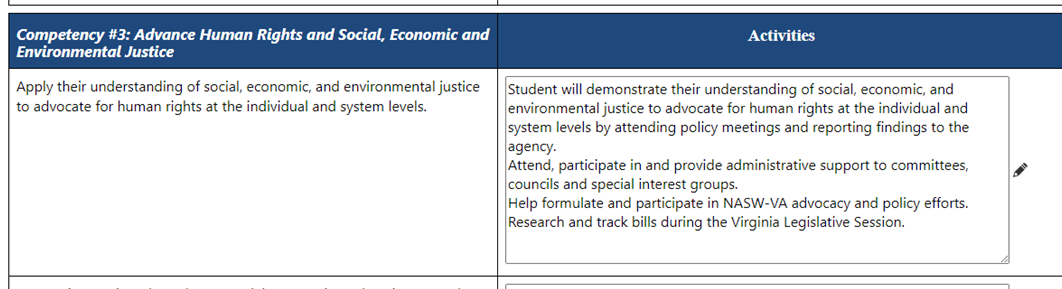 Competency #3: Advance Human Rights and Social, Economic and
Environmental Justice
Activities
Apply their understanding of social, economic, and environmental justice
to advocate for human rights at the individual and system levels.
Student will demonstrate their understanding of social, economic, and
environmental justice to advocate for human rights at the individual and
system levels by attending policy meetings and reporting findings to the
agency.
Attend, participate in and provide administrative support to committees,
councils and special interest groups.
Help formulate and participate in NASW-VA advocacy and policy efforts.
Research and track bills during the Virginia Legislative Session.